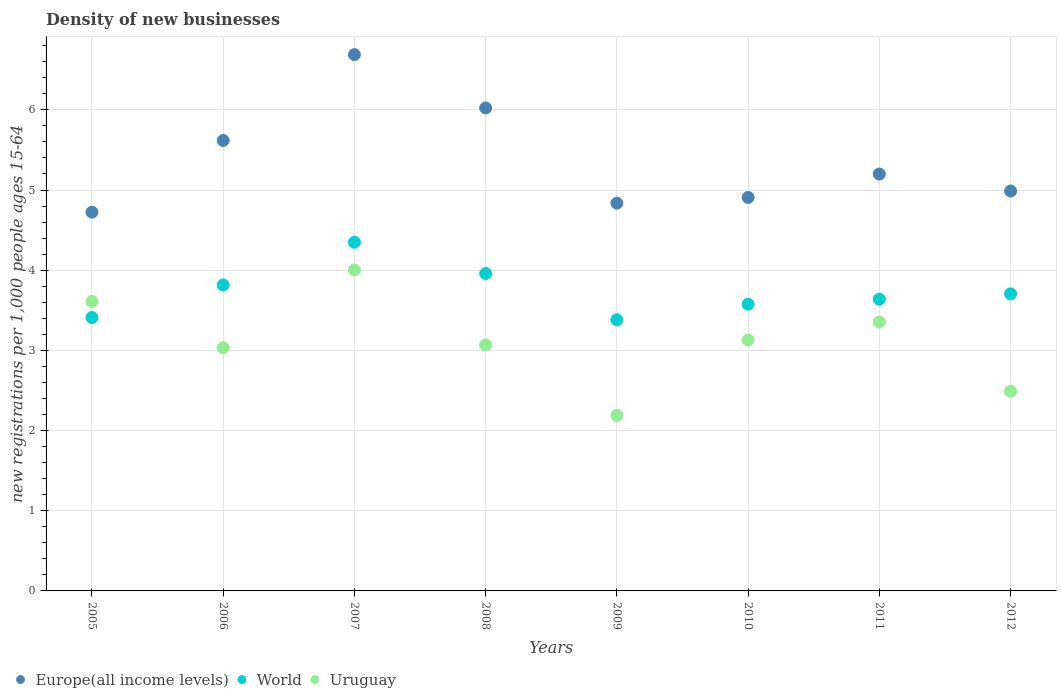 Density of new businesses
new registrations per 1,000 people ages 15-64
6
5
4
3
2
1
0
2005
2006
2007
2008
2009
2010
2011
2012
Years
Europe(all income levels)
World
Uruguay